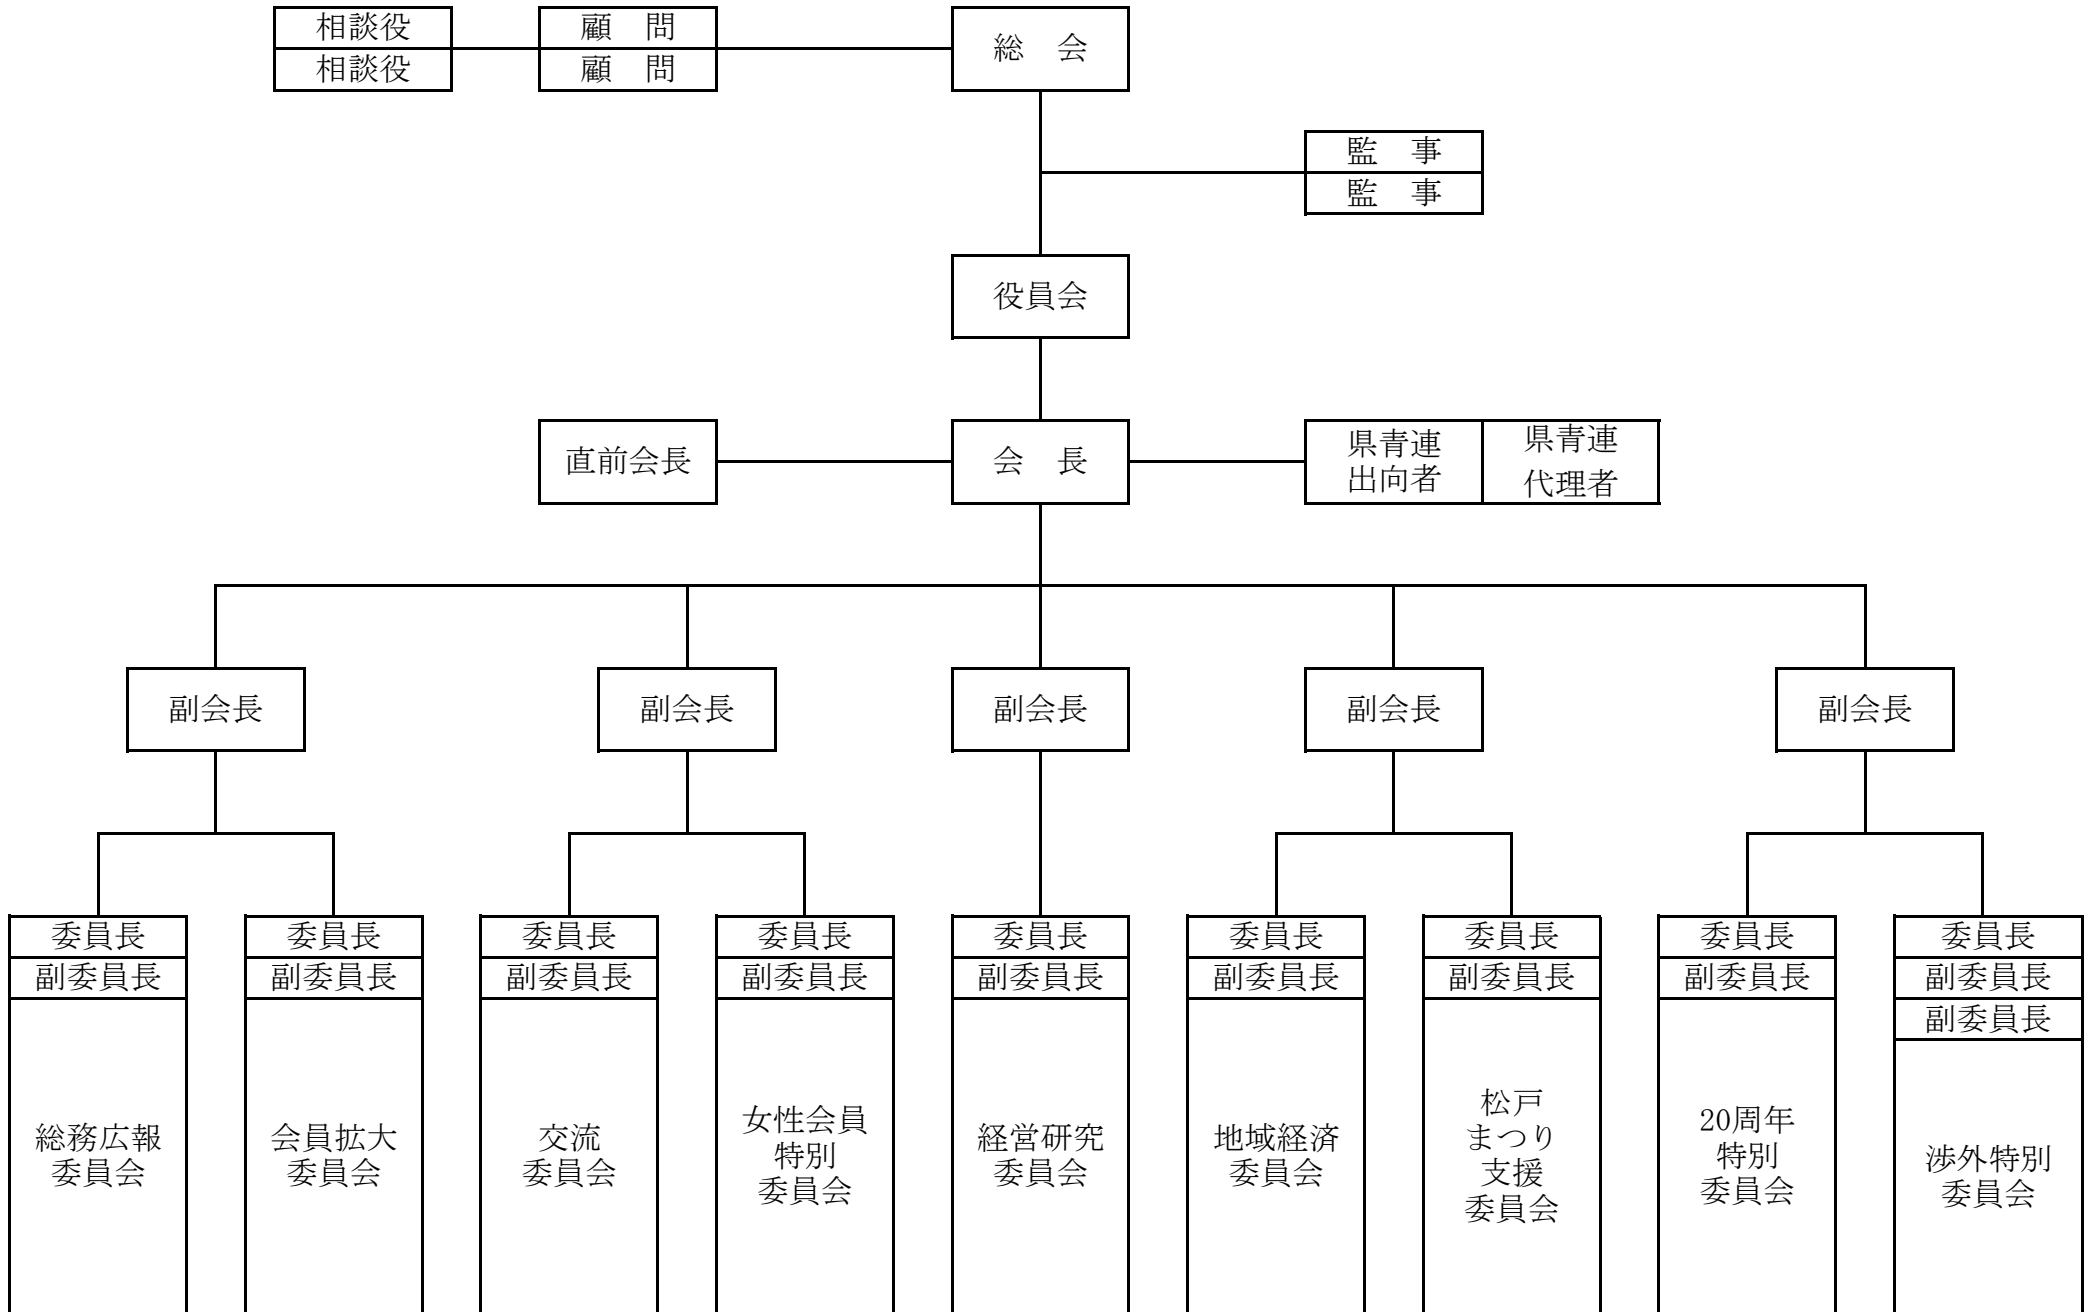 相談役
相談役
顧　問
顧　問
総　会
監　事
監　事
役員会
直前会長
会　長
県青連
出向者
県青連
代理者
副会長
副会長
副会長
副会長
副会長
委員長
副委員長
総務広報
委員会
委員長
副委員長
会員拡大
委員会
委員長
副委員長
交流
委員会
委員長
副委員長
女性会員
特別
委員会
委員長
副委員長
経営研究
委員会
委員長
副委員長
地域経済
委員会
委員長
副委員長
松戸
まつり
支援
委員会
委員長
副委員長
20周年
特別
委員会
委員長
副委員長
副委員長
渉外特別
委員会